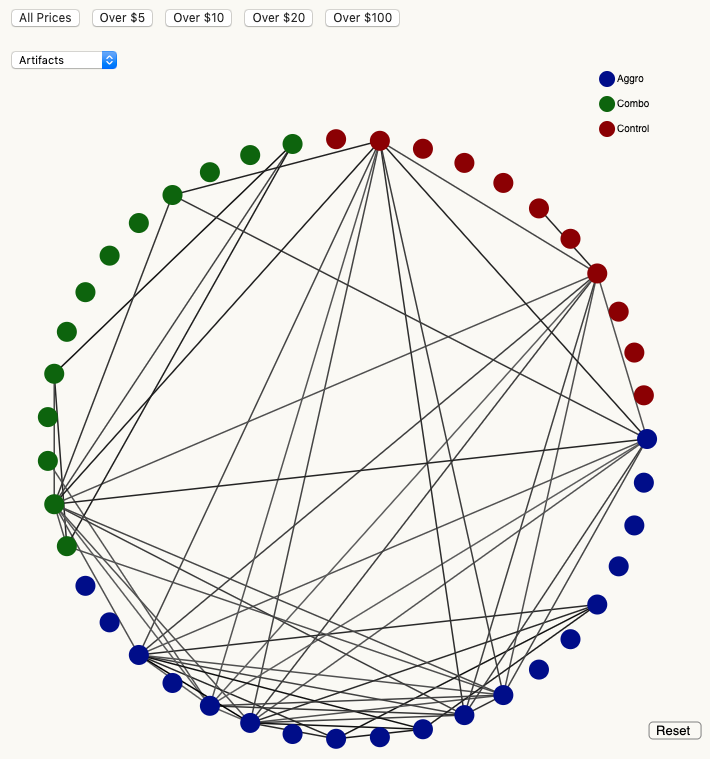 All Prices Over $5 Over $10 Over $20 Over $100
Artifacts
Aggro
Combo
Control
Reset